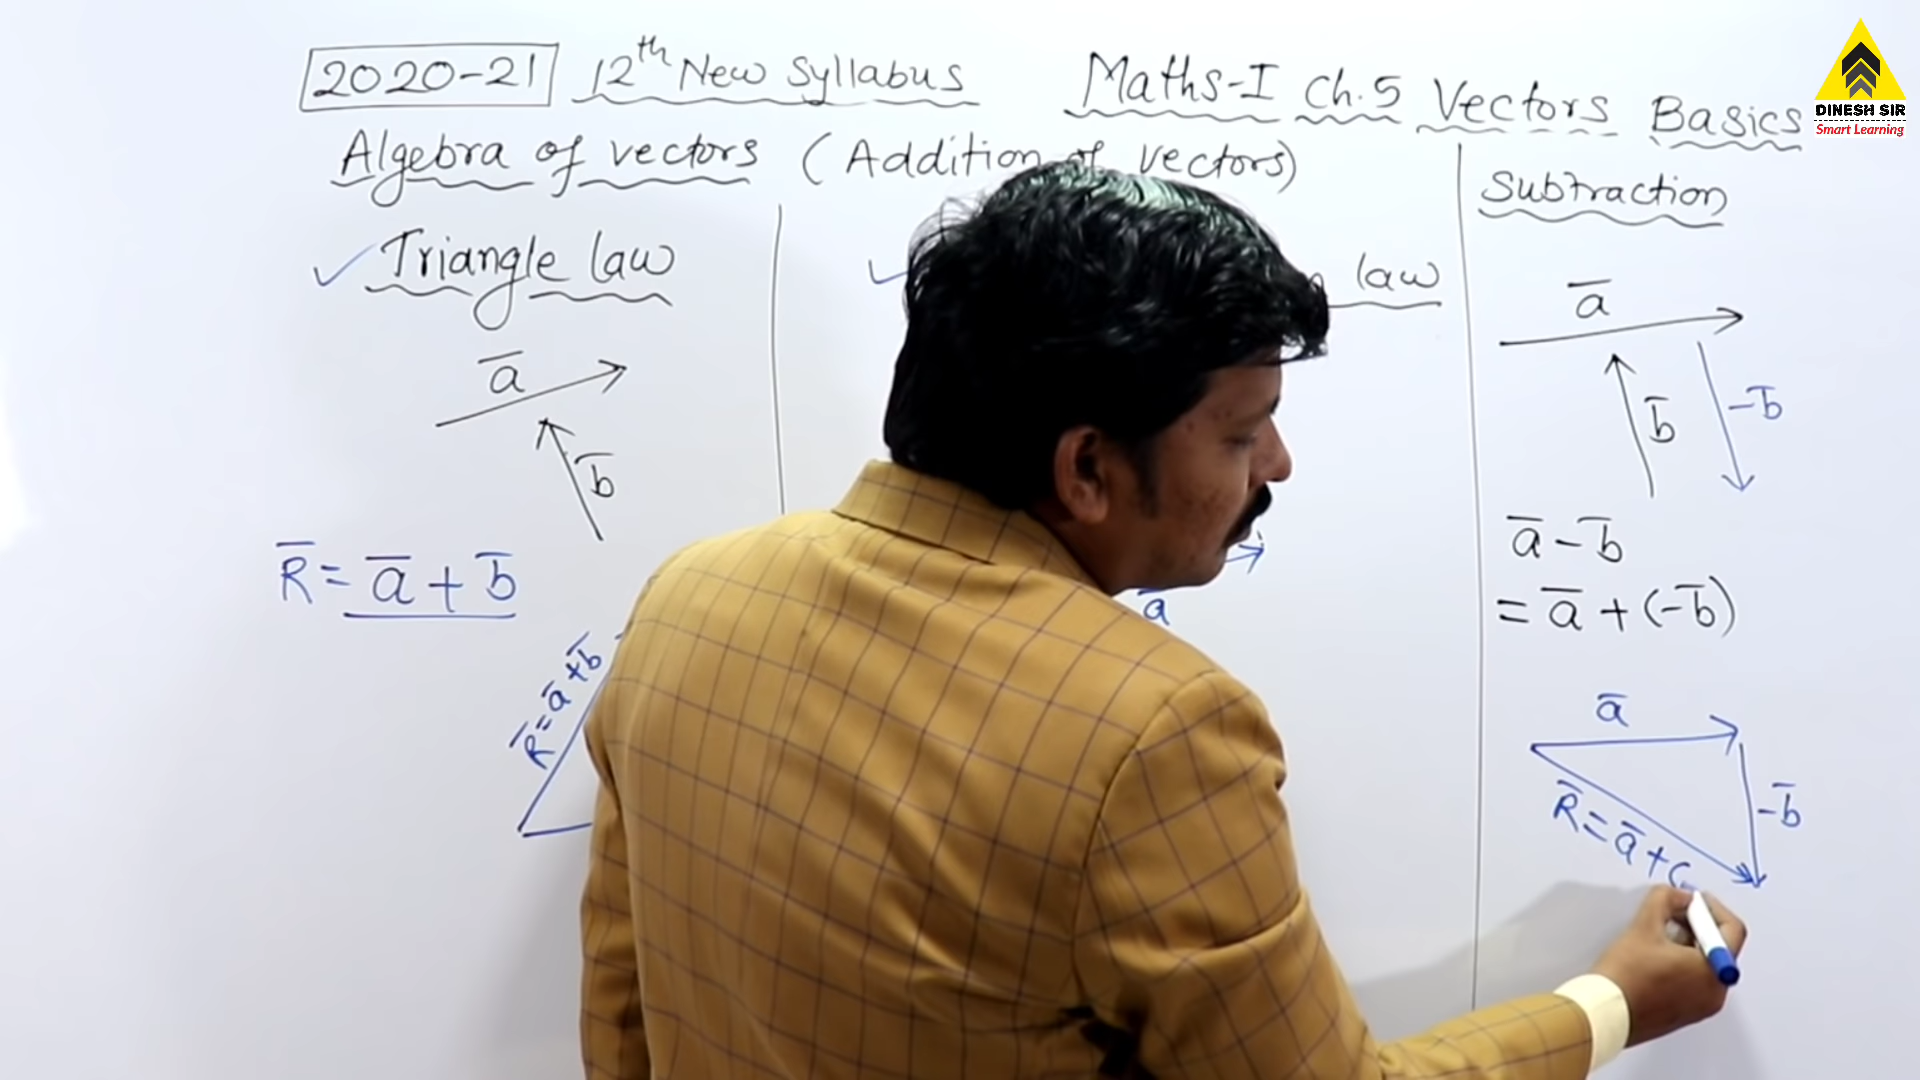 2020-21 12th New Syllabus Maths-I Ch.5 Vectors Basics
DINESH SIR
Smart Learning
Algebra of vectors (Addition of vectors)
Triangle law
a̅
b̅
R̅ = a̅ + b̅
R̅ = a̅ + b̅
law
a̅
Subtraction
a̅
b̅
-b̅
a̅ - b̅
= a̅ + (-b̅)
a̅
-b̅
R̅ = a̅ + (-